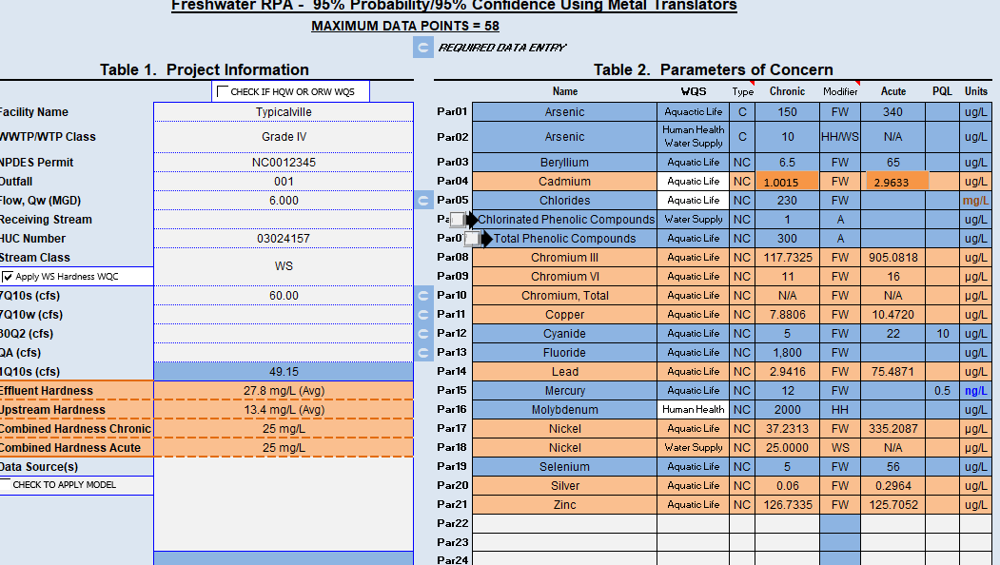 Freshwater RPA - 95% Probability/95% Confidence Using Metal Translators
MAXIMUM DATA POINTS = 58
C REQUIRED DATA ENTRY
Table 1. Project Information
CHECK IF HQW OR ORW WQS
Facility Name Typicalville
WWTP/WTP Class Grade IV
NPDES Permit NC0012345
Outfall 001
Flow, Qw (MGD) 6.000
Receiving Stream
HUC Number 03024157
Stream Class WS
Apply WS Hardness WQC
7Q10s (cfs) 60.00
7Q10w (cfs)
30Q2 (cfs)
QA (cfs)
1Q10s (cfs) 49.15
Effluent Hardness 27.8 mg/L (Avg)
Upstream Hardness 13.4 mg/L (Avg)
Combined Hardness Chronic 25 mg/L
Combined Hardness Acute 25 mg/L
Data Source(s)
CHECK TO APPLY MODEL
Table 2. Parameters of Concern
Name WQS Type Chronic Modifier Acute PQL Units
Par01 Arsenic Aquactic Life C 150 FW 340 ug/L
Par02 Arsenic Human Health Water Supply C 10 HH/WS N/A ug/L
Par03 Beryllium Aquatic Life NC 6.5 FW 65 ug/L
Par04 Cadmium Aquatic Life NC 1.0015 FW 2.9633 ug/L
C Par05 Chlorides Aquatic Life NC 230 FW mg/L
Pa Chlorinated Phenolic Compounds Water Supply NC 1 A ug/L
Par0 Total Phenolic Compounds Aquatic Life NC 300 A ug/L
Par08 Chromium III Aquatic Life NC 117.7325 FW 905.0818 ug/L
Par09 Chromium VI Aquatic Life NC 11 FW 16 µg/L
C Par10 Chromium, Total Aquatic Life NC N/A FW N/A µg/L
C Par11 Copper Aquatic Life NC 7.8806 FW 10.4720 ug/L
C Par12 Cyanide Aquatic Life NC 5 FW 22 10 ug/L
C Par13 Fluoride Aquatic Life NC 1,800 FW ug/L
Par14 Lead Aquatic Life NC 2.9416 FW 75.4871 ug/L
Par15 Mercury Aquatic Life NC 12 FW 0.5 ng/L
Par16 Molybdenum Human Health NC 2000 HH ug/L
Par17 Nickel Aquatic Life NC 37.2313 FW 335.2087 µg/L
Par18 Nickel Water Supply NC 25.0000 WS N/A µg/L
Par19 Selenium Aquatic Life NC 5 FW 56 ug/L
Par20 Silver Aquatic Life NC 0.06 FW 0.2964 ug/L
Par21 Zinc Aquatic Life NC 126.7335 FW 125.7052 ug/L
Par22
Par23
Par24